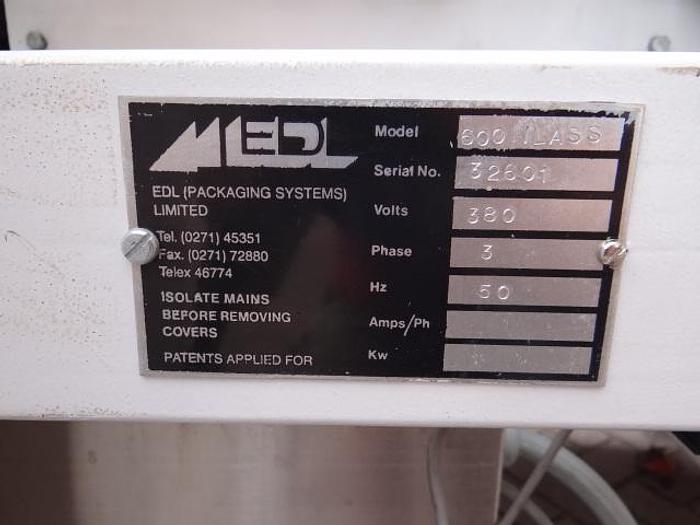 EDL
EDL (PACKAGING SYSTEMS)
LIMITED
Tel. (0271) 45351
Fax. (0271) 72880
Telex 46774
ISOLATE MAINS
BEFORE REMOVING
COVERS
PATENTS APPLIED FOR
Model 600
Serial No. 32601
Volts 380
Phase 3
Hz 50
Amps/Ph
Kw